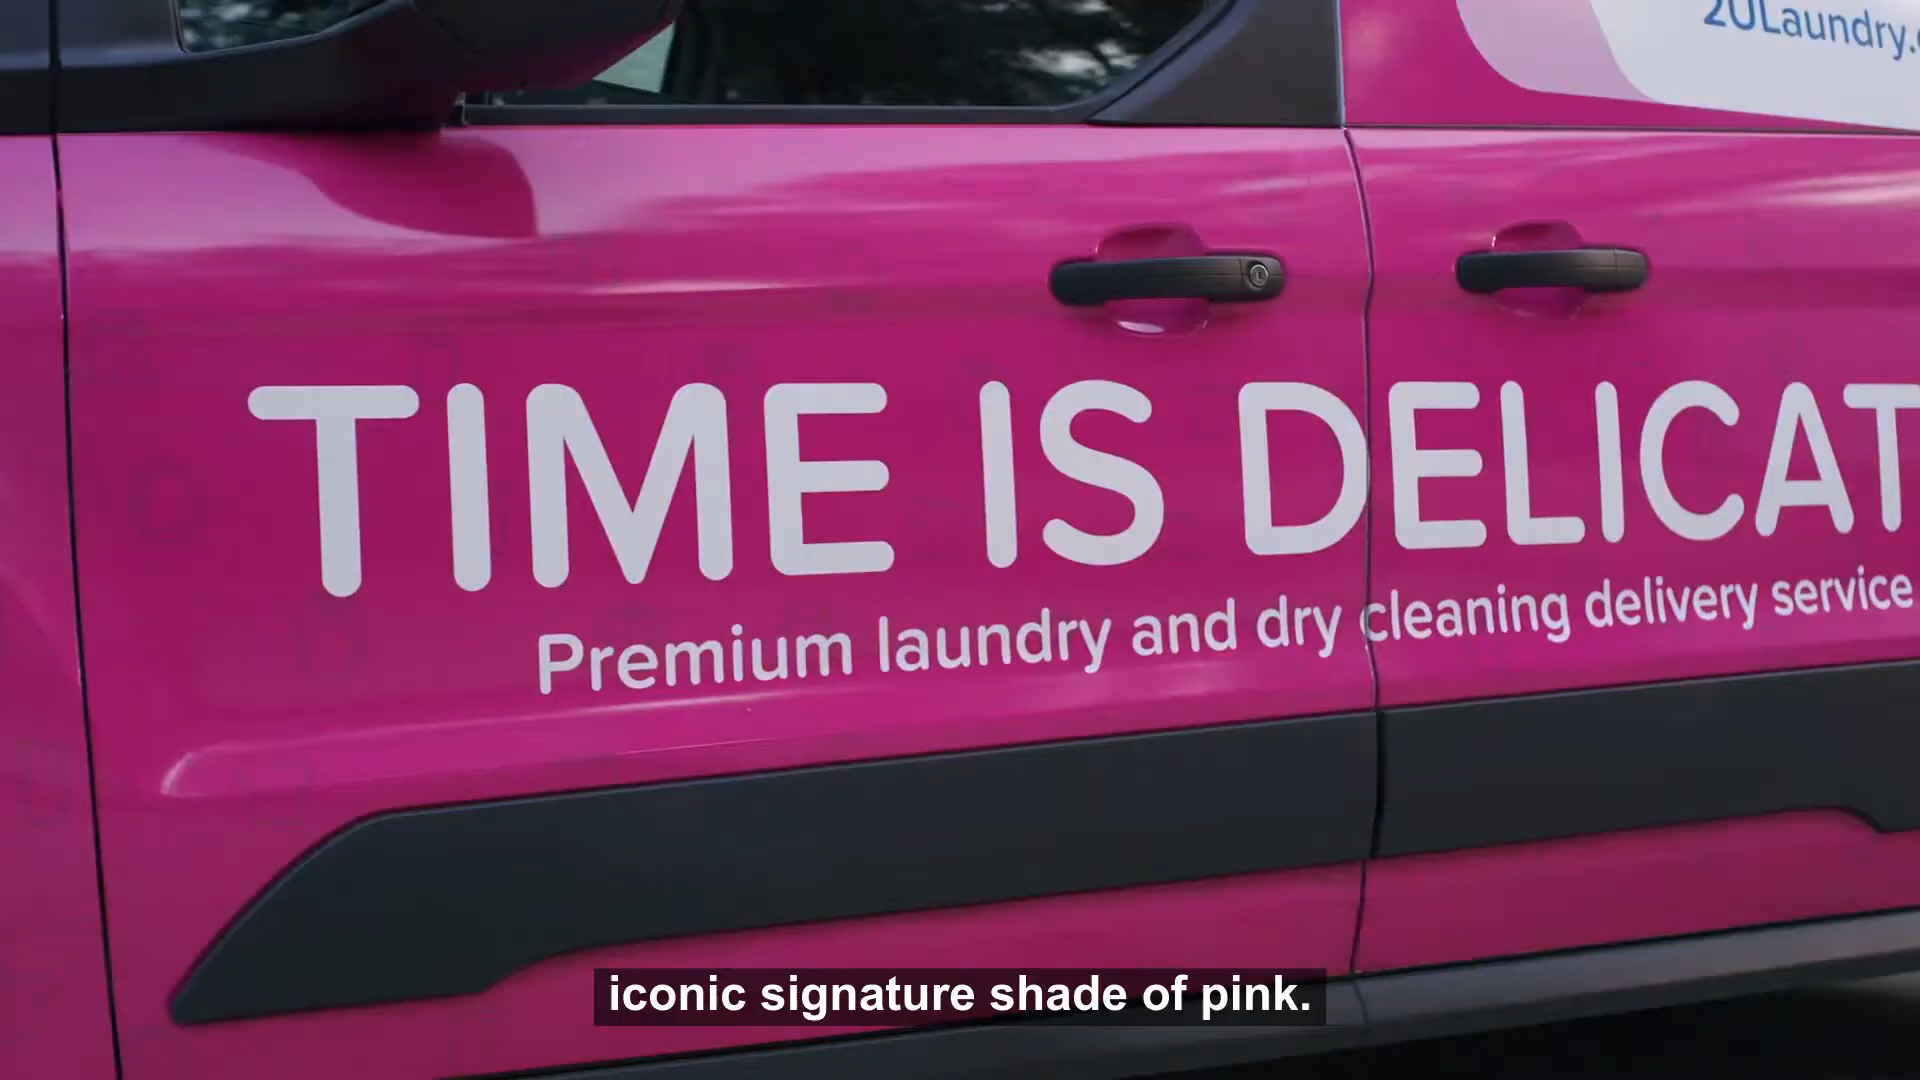 2ULaundry.
TIME IS DELICAT
Premium laundry and dry cleaning delivery service
iconic signature shade of pink.